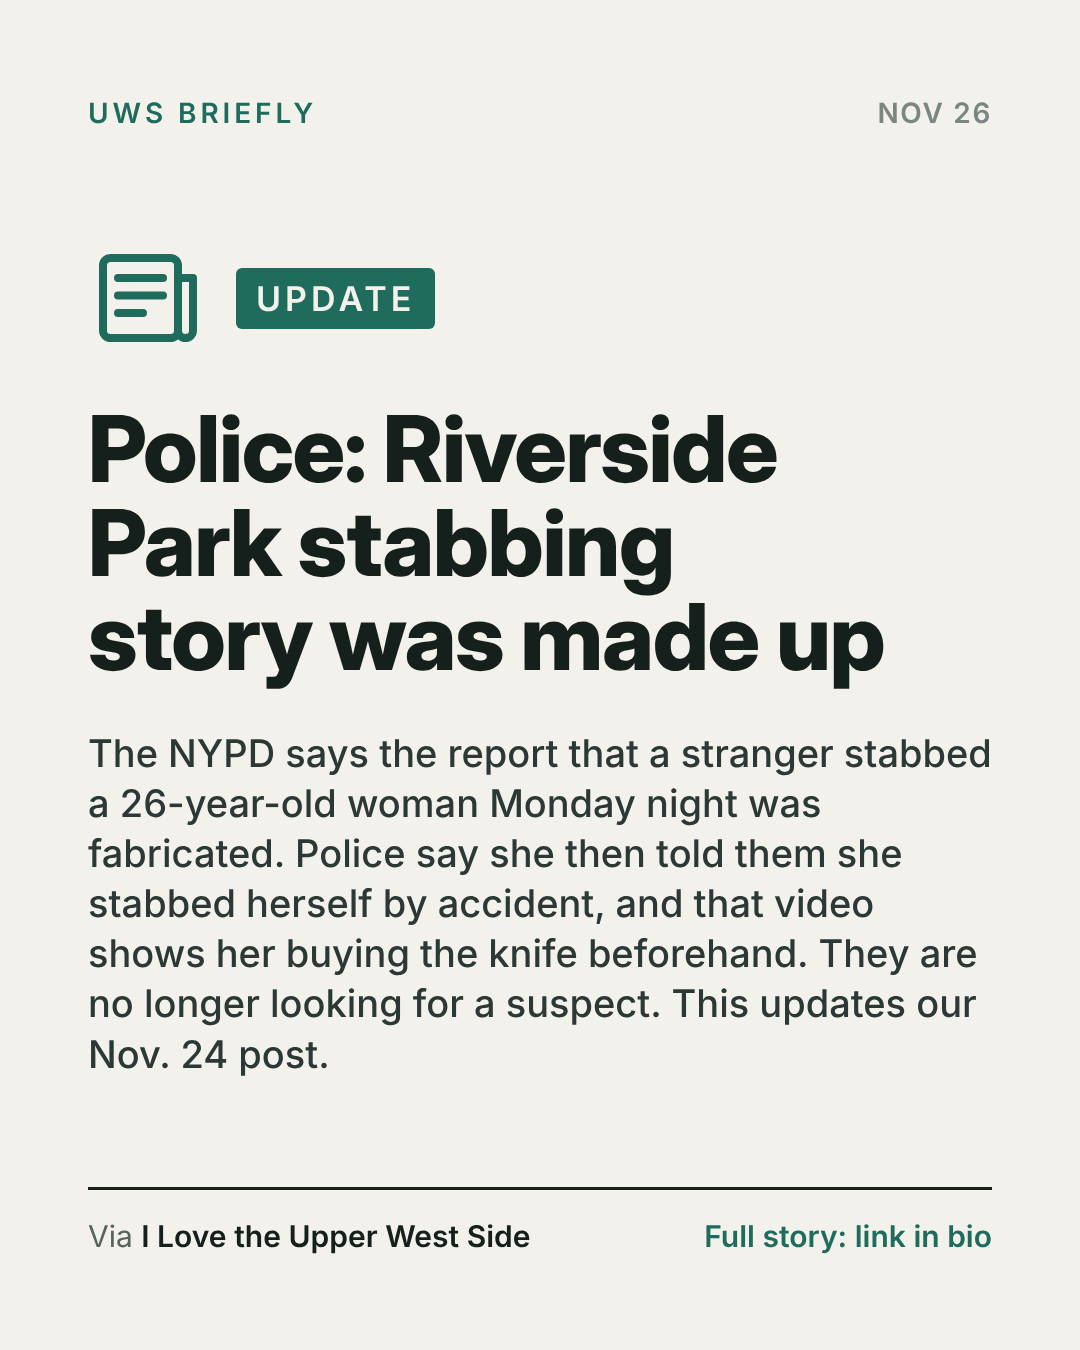 UWS BRIEFLY
NOV 26
UPDATE
Police: Riverside
Park stabbing
story was made up
The NYPD says the report that a stranger stabbed
a 26-year-old woman Monday night was
fabricated. Police say she then told them she
stabbed herself by accident, and that video
shows her buying the knife beforehand. They are
no longer looking for a suspect. This updates our
Nov. 24 post.
Via I Love the Upper West Side
Full story: link in bio